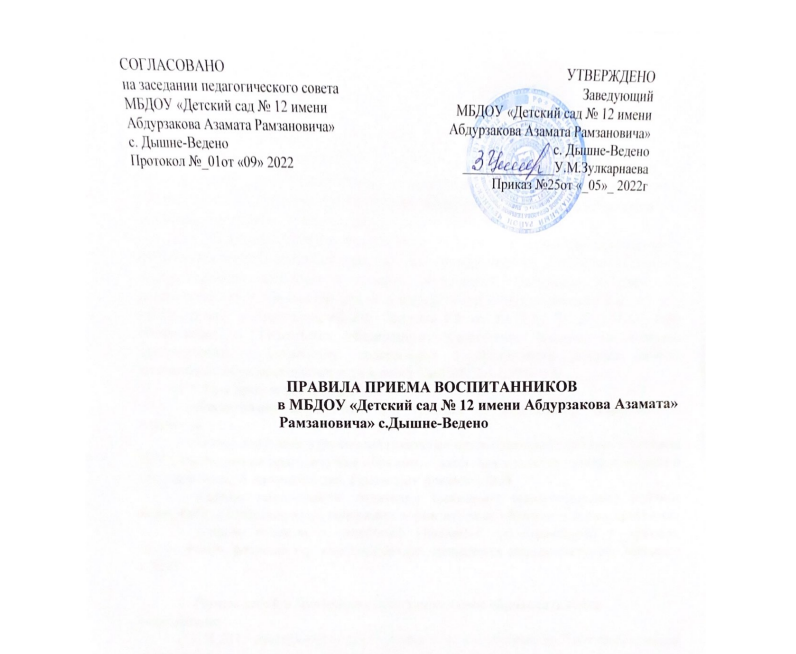 СОГЛАСОВАНО
на заседании педагогического совета
МБДОУ «Детский сад № 12 имени
Абдурзакова Азамата Рамзановича»
с. Дышне-Ведено
Протокол №_01от «09» 2022
УТВЕРЖДЕНО
Заведующий
МБДОУ «Детский сад № 12 имени
Абдурзакова Азамата Рамзановича»
с. Дышне-Ведено
У.М.Зулкарнаева
Приказ №25от «_05»_ 2022г
ПРАВИЛА ПРИЕМА ВОСПИТАННИКОВ
в МБДОУ «Детский сад № 12 имени Абдурзакова Азамата»
Рамзановича» с.Дышне-Ведено